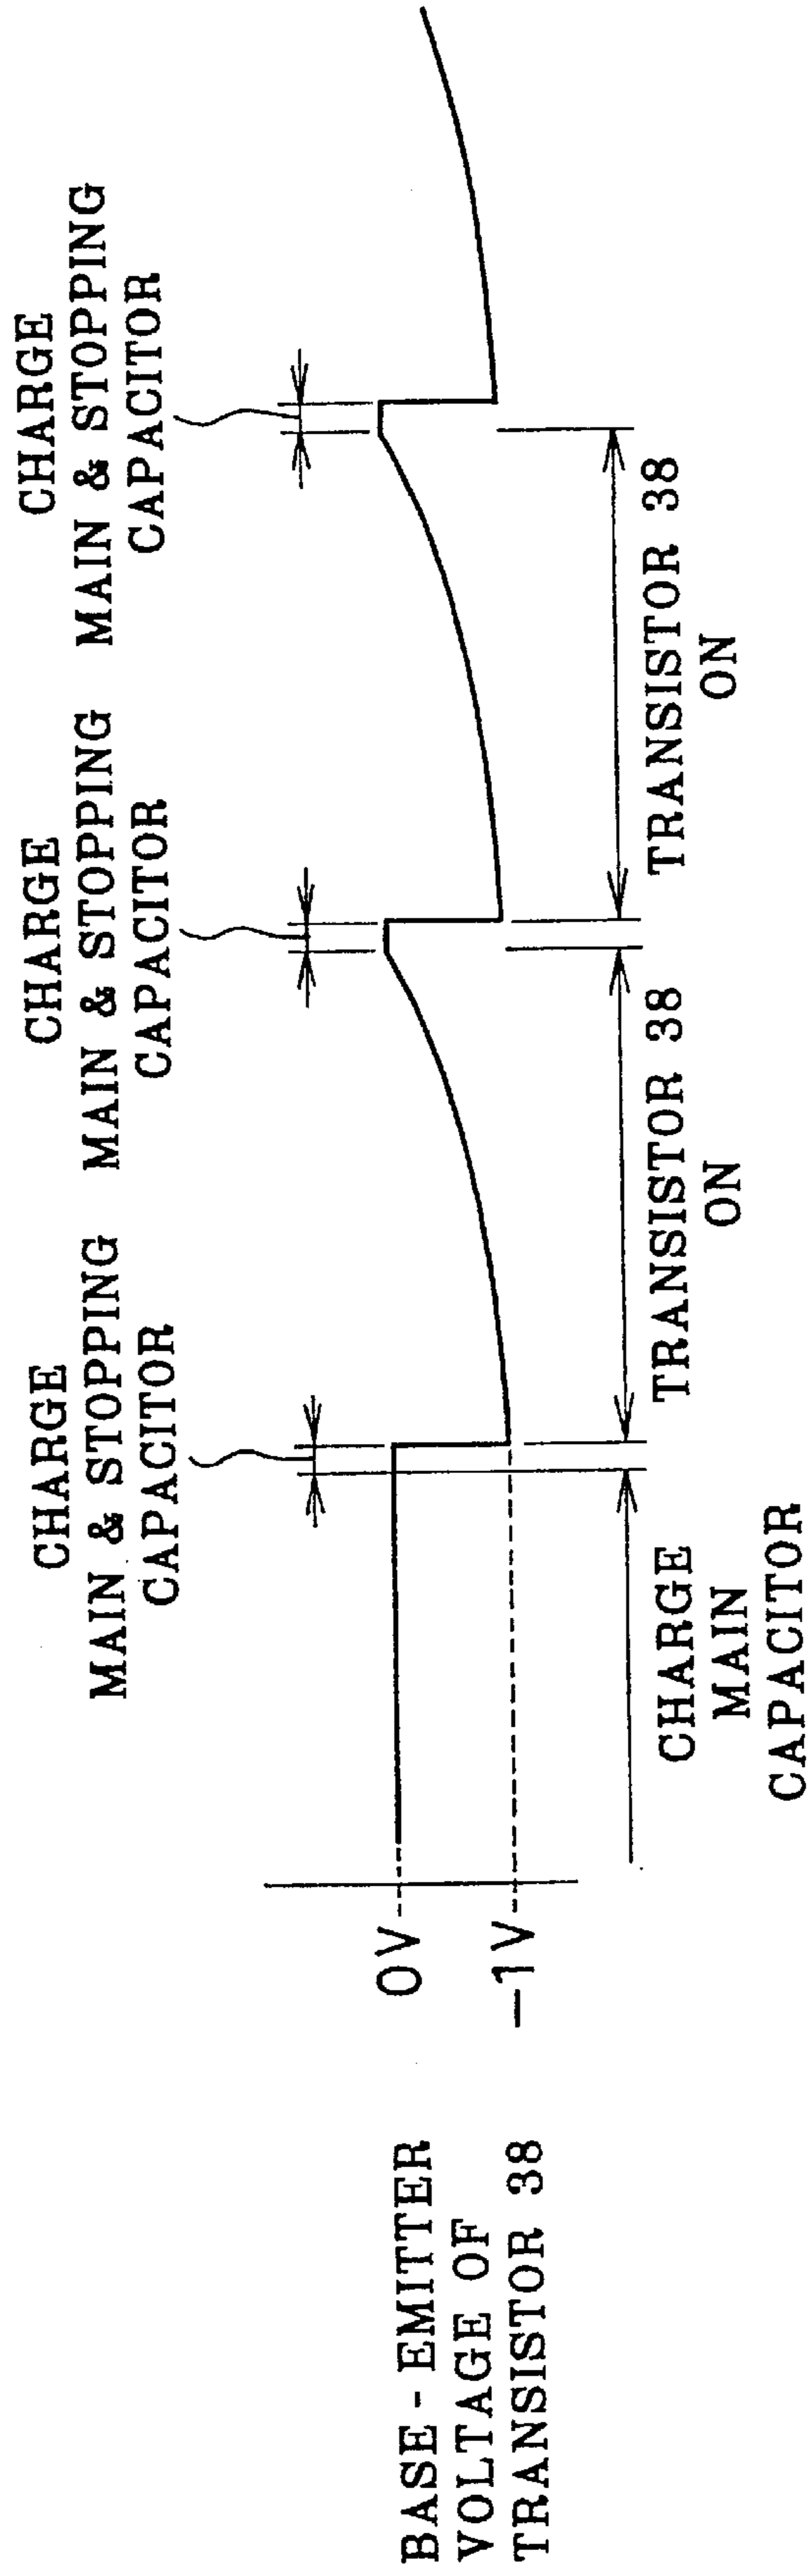 CHARGE
MAIN & STOPPING
CAPACITOR
CHARGE
MAIN & STOPPING
CAPACITOR
CHARGE
MAIN & STOPPING
CAPACITOR
BASE - EMITTER
VOLTAGE OF
TRANSISTOR 38
0V
-1V
CHARGE
MAIN
CAPACITOR
TRANSISTOR 38
ON
TRANSISTOR 38
ON